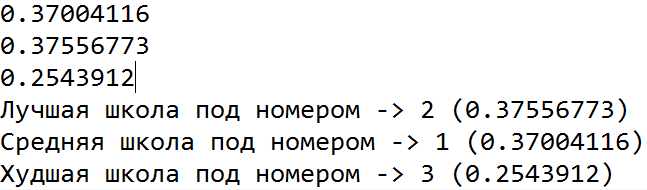 0.37004116
0.37556773
0.2543912
Лучшая школа под номером -> 2 (0.37556773)
Средняя школа под номером -> 1 (0.37004116)
Худшая школа под номером -> 3 (0.2543912)